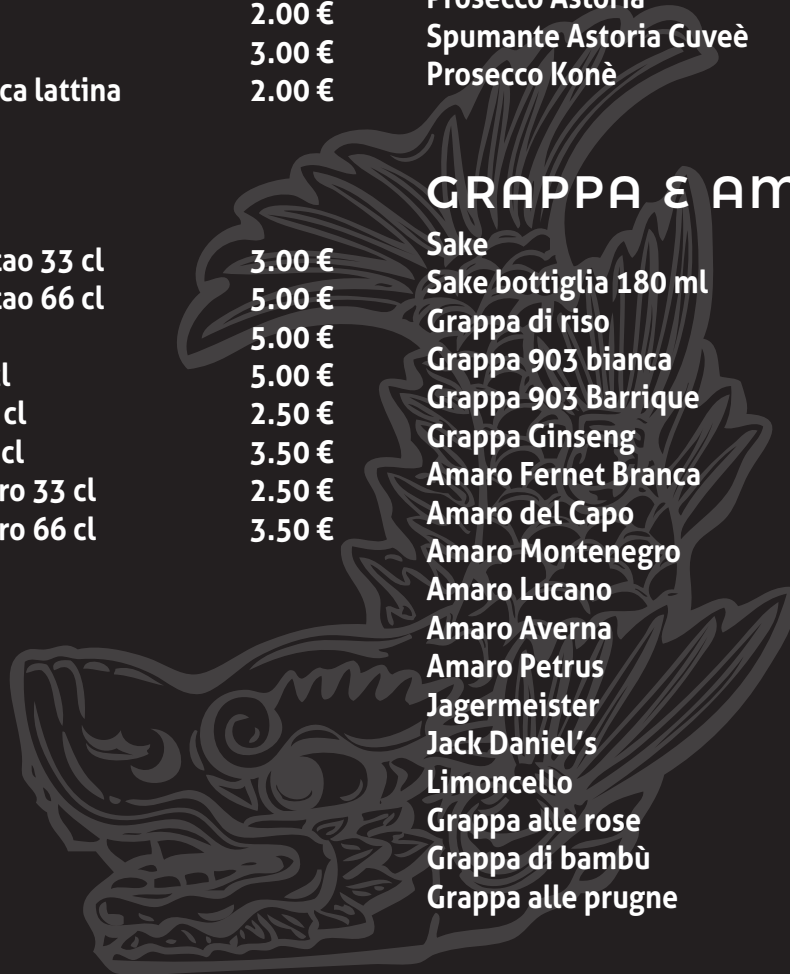 2.00 €
3.00 €
ca lattina 2.00 €
33 cl 3.00 €
66 cl 5.00 €
5.00 €
5.00 €
cl 2.50 €
cl 3.50 €
33 cl 2.50 €
66 cl 3.50 €
Prosecco Astoria
Spumante Astoria Cuveè
Prosecco Konè
GRAPPA & AM
Sake
Sake bottiglia 180 ml
Grappa di riso
Grappa 903 bianca
Grappa 903 Barrique
Grappa Ginseng
Amaro Fernet Branca
Amaro del Capo
Amaro Montenegro
Amaro Lucano
Amaro Averna
Amaro Petrus
Jagermeister
Jack Daniel’s
Limoncello
Grappa alle rose
Grappa di bambù
Grappa alle prugne